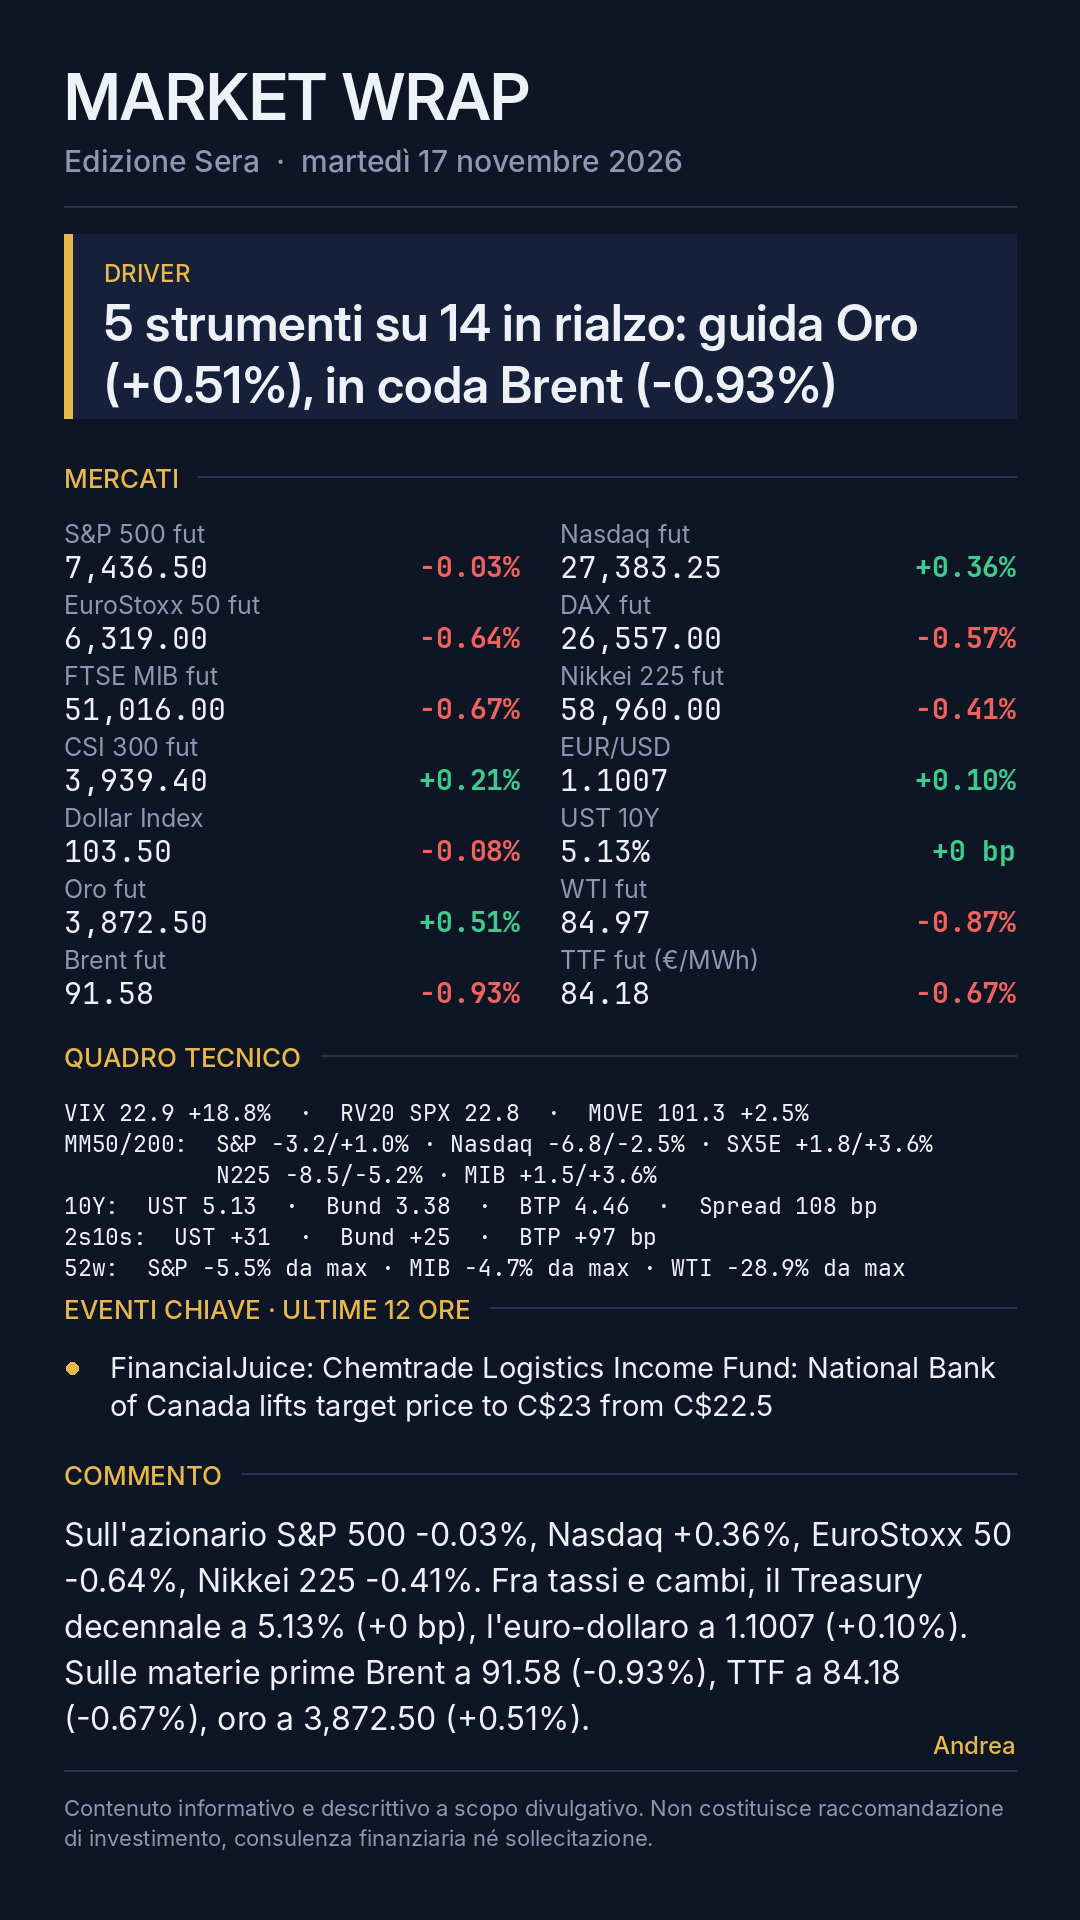 MARKET WRAP
Edizione Sera · martedì 17 novembre 2026
DRIVER
5 strumenti su 14 in rialzo: guida Oro
(+0.51%), in coda Brent (-0.93%)
MERCATI
S&P 500 fut
7,436.50 -0.03%
Nasdaq fut
27,383.25 +0.36%
EuroStoxx 50 fut
6,319.00 -0.64%
DAX fut
26,557.00 -0.57%
FTSE MIB fut
51,016.00 -0.67%
Nikkei 225 fut
58,960.00 -0.41%
CSI 300 fut
3,939.40 +0.21%
EUR/USD
1.1007 +0.10%
Dollar Index
103.50 -0.08%
UST 10Y
5.13% +0 bp
Oro fut
3,872.50 +0.51%
WTI fut
84.97 -0.87%
Brent fut
91.58 -0.93%
TTF fut (€/MWh)
84.18 -0.67%
QUADRO TECNICO
VIX 22.9 +18.8% · RV20 SPX 22.8 · MOVE 101.3 +2.5%
MM50/200: S&P -3.2/+1.0% · Nasdaq -6.8/-2.5% · SX5E +1.8/+3.6%
N225 -8.5/-5.2% · MIB +1.5/+3.6%
10Y: UST 5.13 · Bund 3.38 · BTP 4.46 · Spread 108 bp
2s10s: UST +31 · Bund +25 · BTP +97 bp
52w: S&P -5.5% da max · MIB -4.7% da max · WTI -28.9% da max
EVENTI CHIAVE · ULTIME 12 ORE
FinancialJuice: Chemtrade Logistics Income Fund: National Bank
of Canada lifts target price to C$23 from C$22.5
COMMENTO
Sull'azionario S&P 500 -0.03%, Nasdaq +0.36%, EuroStoxx 50
-0.64%, Nikkei 225 -0.41%. Fra tassi e cambi, il Treasury
decennale a 5.13% (+0 bp), l'euro-dollaro a 1.1007 (+0.10%).
Sulle materie prime Brent a 91.58 (-0.93%), TTF a 84.18
(-0.67%), oro a 3,872.50 (+0.51%).
Andrea
Contenuto informativo e descrittivo a scopo divulgativo. Non costituisce raccomandazione
di investimento, consulenza finanziaria né sollecitazione.